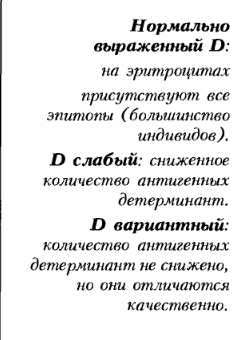 Нормально
выраженный D:
на эритроцитах
присутствуют все
эпитопы (большинство
индивидов).
D слабый: сниженное
количество антигенных
детерминант.
D вариантный:
количество антигенных
детерминант не снижено,
но они отличаются
качественно.